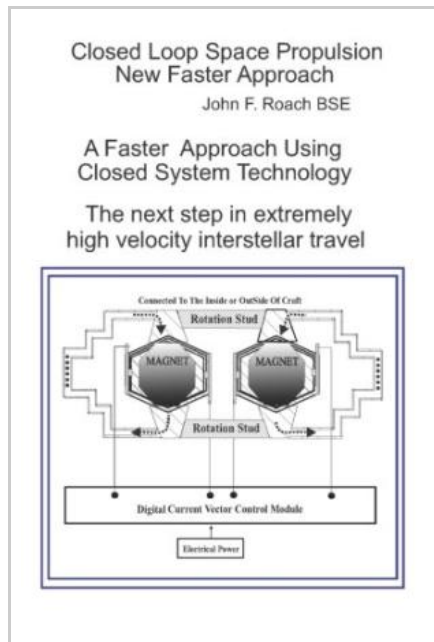 Closed Loop Space Propulsion
New Faster Approach
John F. Roach BSE
A Faster Approach Using
Closed System Technology
The next step in extremely
high velocity interstellar travel
Connected To The Inside or OutSide Of Craft
Rotation Stud
MAGNET MAGNET
Rotation Stud
Digital Current Vector Control Module
Electrical Power